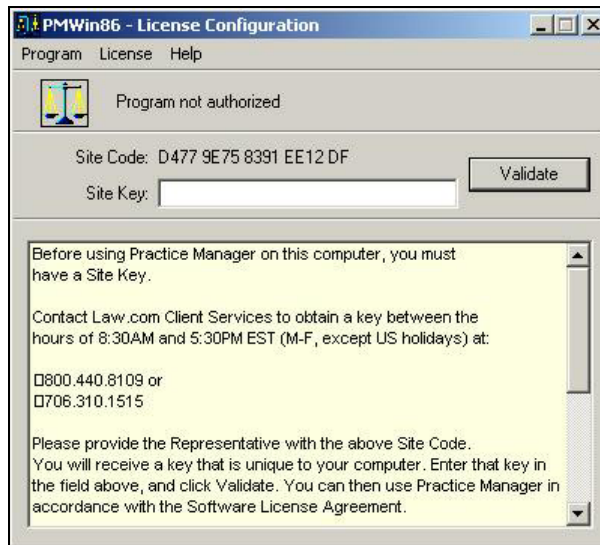 PMWin86 - License Configuration
Program License Help
Program not authorized
Site Code: D477 9E75 8391 EE12 DF
Validate
Site Key:
Before using Practice Manager on this computer, you must
have a Site Key.
Contact Law.com Client Services to obtain a key between the
hours of 8:30AM and 5:30PM EST (M-F, except US holidays) at:
□800.440.8109 or
□706.310.1515
Please provide the Representative with the above Site Code.
You will receive a key that is unique to your computer. Enter that key in
the field above, and click Validate. You can then use Practice Manager in
accordance with the Software License Agreement.